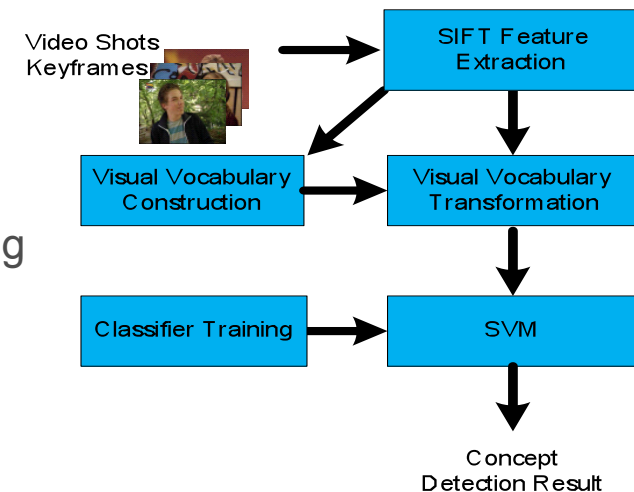 Video Shots
Keyframes
SIFT Feature
Extraction
Visual Vocabulary
Construction
Visual Vocabulary
Transformation
g
Classifier Training
SVM
Concept
Detection Result